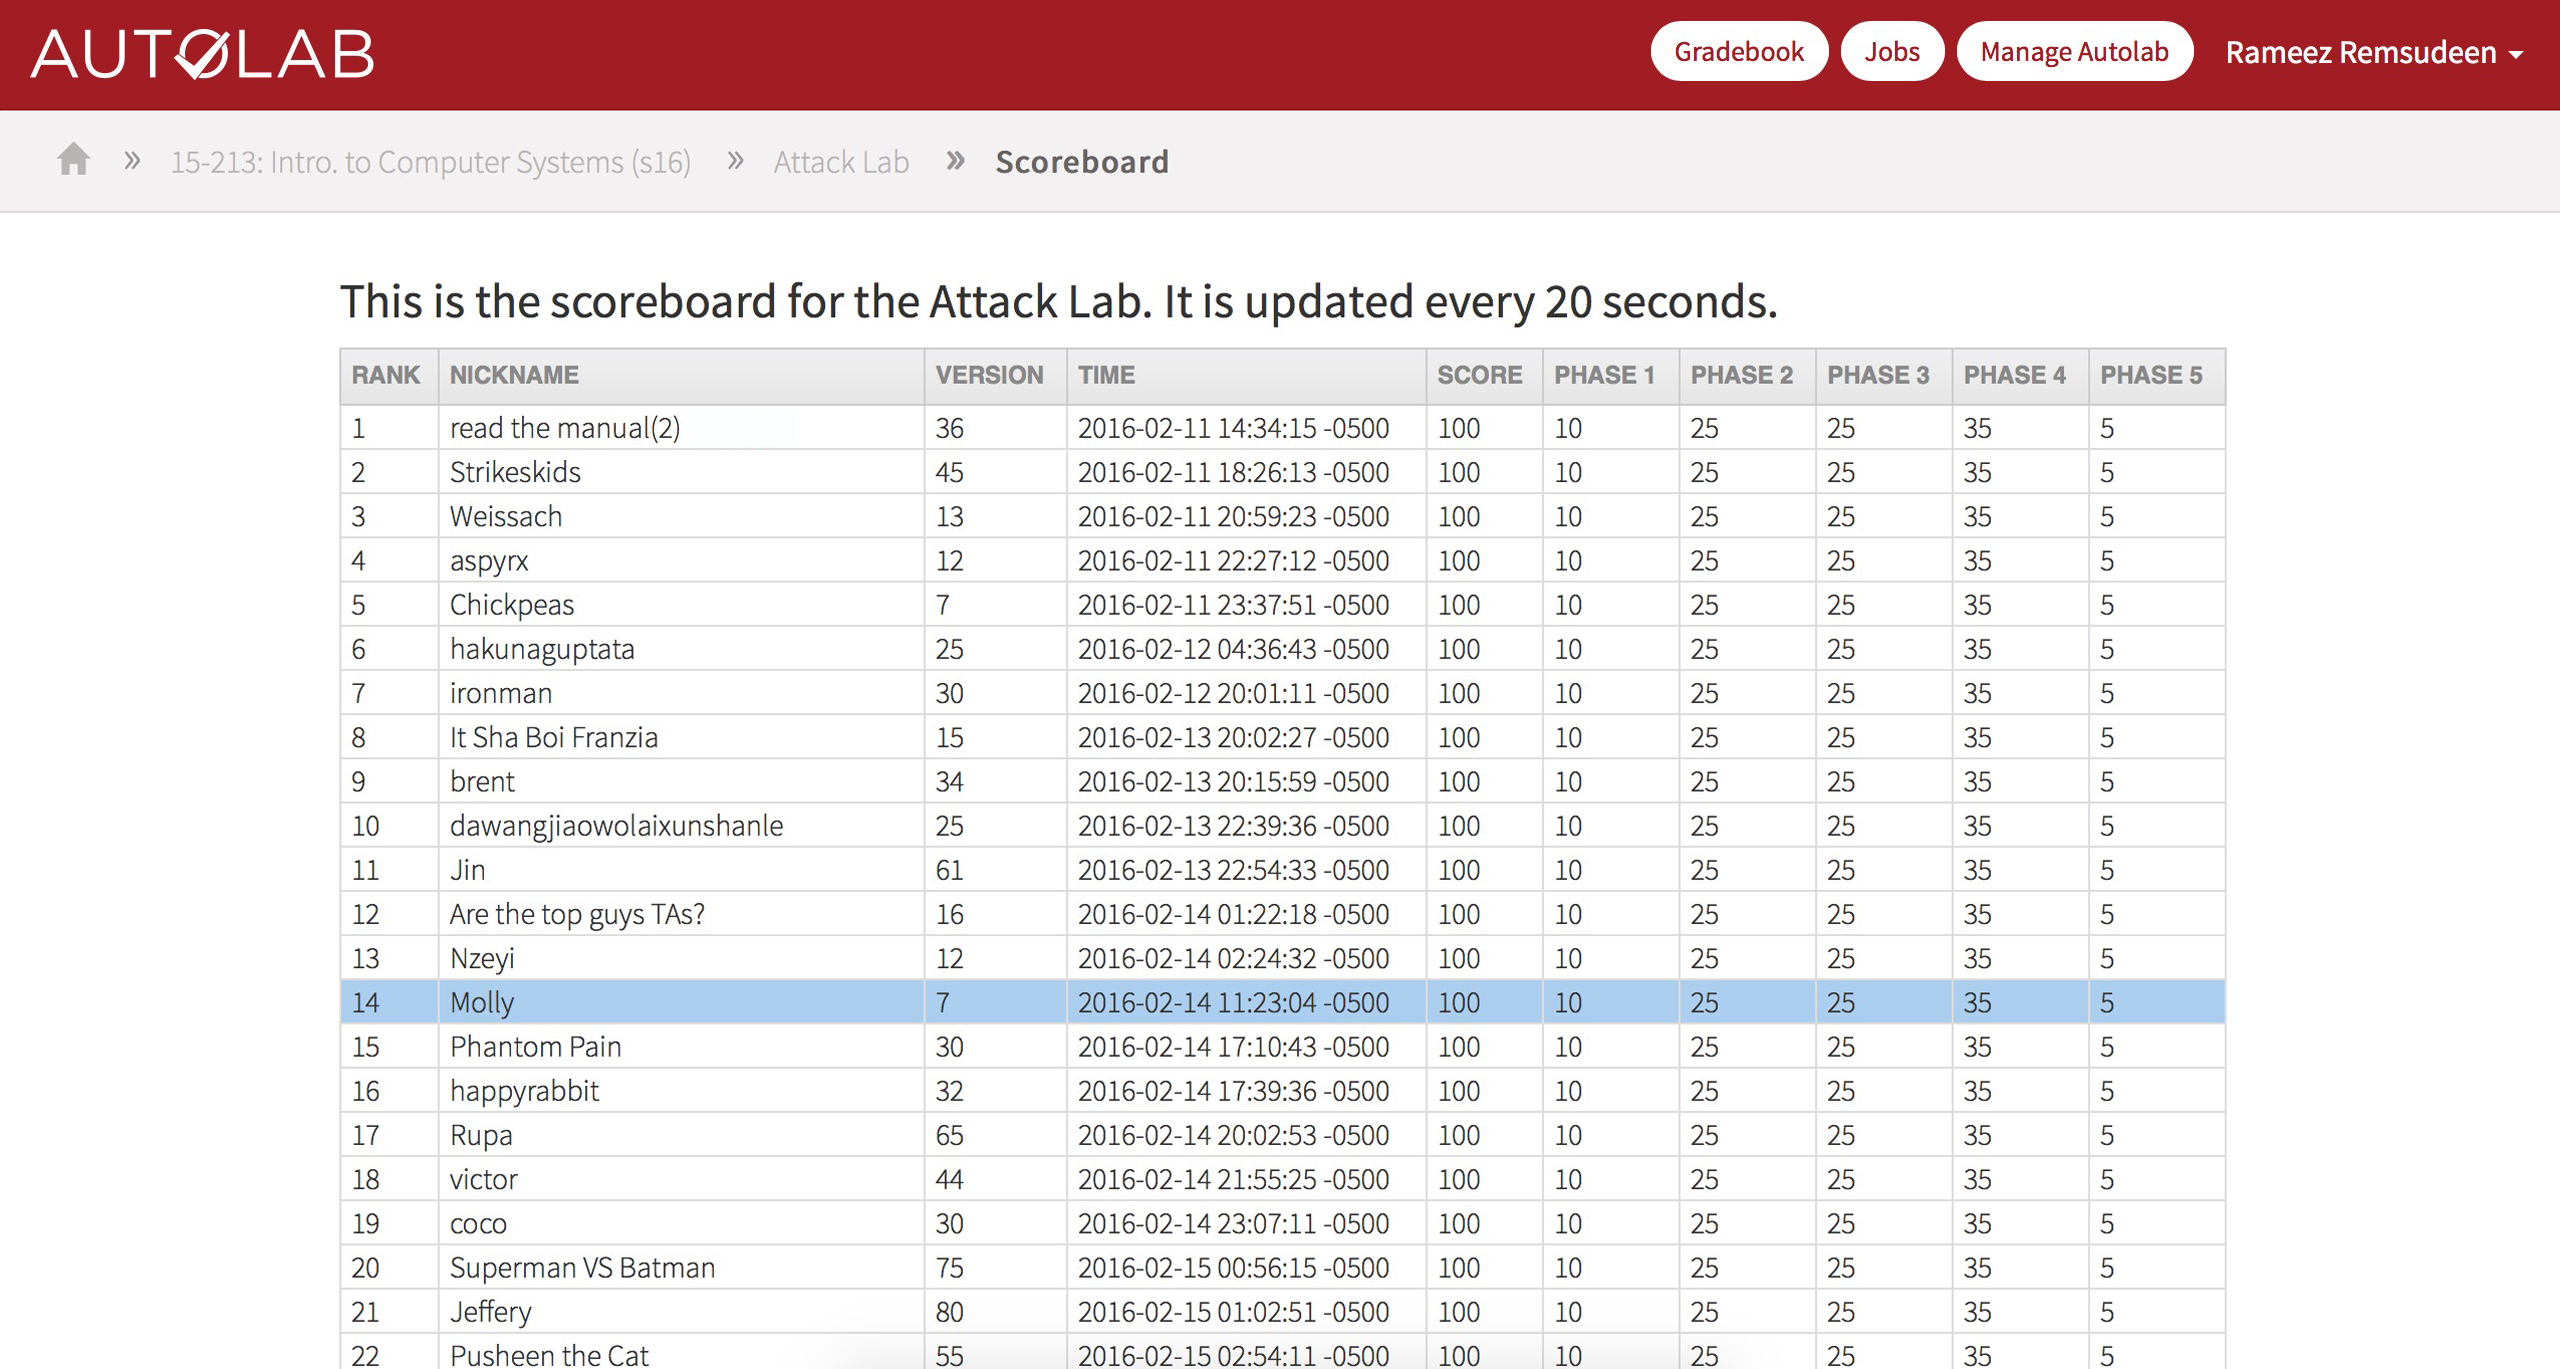 AUTOLAB
Gradebook Jobs Manage Autolab Rameez Remsudeen
» 15-213: Intro. to Computer Systems (s16) » Attack Lab » Scoreboard
This is the scoreboard for the Attack Lab. It is updated every 20 seconds.
RANK NICKNAME VERSION TIME SCORE PHASE 1 PHASE 2 PHASE 3 PHASE 4 PHASE 5
1 read the manual(2) 36 2016-02-11 14:34:15 -0500 100 10 25 25 35 5
2 Strikeskids 45 2016-02-11 18:26:13 -0500 100 10 25 25 35 5
3 Weissach 13 2016-02-11 20:59:23 -0500 100 10 25 25 35 5
4 aspyrx 12 2016-02-11 22:27:12 -0500 100 10 25 25 35 5
5 Chickpeas 7 2016-02-11 23:37:51 -0500 100 10 25 25 35 5
6 hakunaguptata 25 2016-02-12 04:36:43 -0500 100 10 25 25 35 5
7 ironman 30 2016-02-12 20:01:11 -0500 100 10 25 25 35 5
8 It Sha Boi Franzia 15 2016-02-13 20:02:27 -0500 100 10 25 25 35 5
9 brent 34 2016-02-13 20:15:59 -0500 100 10 25 25 35 5
10 dawangjiaowolaixunshanle 25 2016-02-13 22:39:36 -0500 100 10 25 25 35 5
11 Jin 61 2016-02-13 22:54:33 -0500 100 10 25 25 35 5
12 Are the top guys TAs? 16 2016-02-14 01:22:18 -0500 100 10 25 25 35 5
13 Nzeyi 12 2016-02-14 02:24:32 -0500 100 10 25 25 35 5
14 Molly 7 2016-02-14 11:23:04 -0500 100 10 25 25 35 5
15 Phantom Pain 30 2016-02-14 17:10:43 -0500 100 10 25 25 35 5
16 happyrabbit 32 2016-02-14 17:39:36 -0500 100 10 25 25 35 5
17 Rupa 65 2016-02-14 20:02:53 -0500 100 10 25 25 35 5
18 victor 44 2016-02-14 21:55:25 -0500 100 10 25 25 35 5
19 coco 30 2016-02-14 23:07:11 -0500 100 10 25 25 35 5
20 Superman VS Batman 75 2016-02-15 00:56:15 -0500 100 10 25 25 35 5
21 Jeffery 80 2016-02-15 01:02:51 -0500 100 10 25 25 35 5
22 Pusheen the Cat 55 2016-02-15 02:54:11 -0500 100 10 25 25 35 5